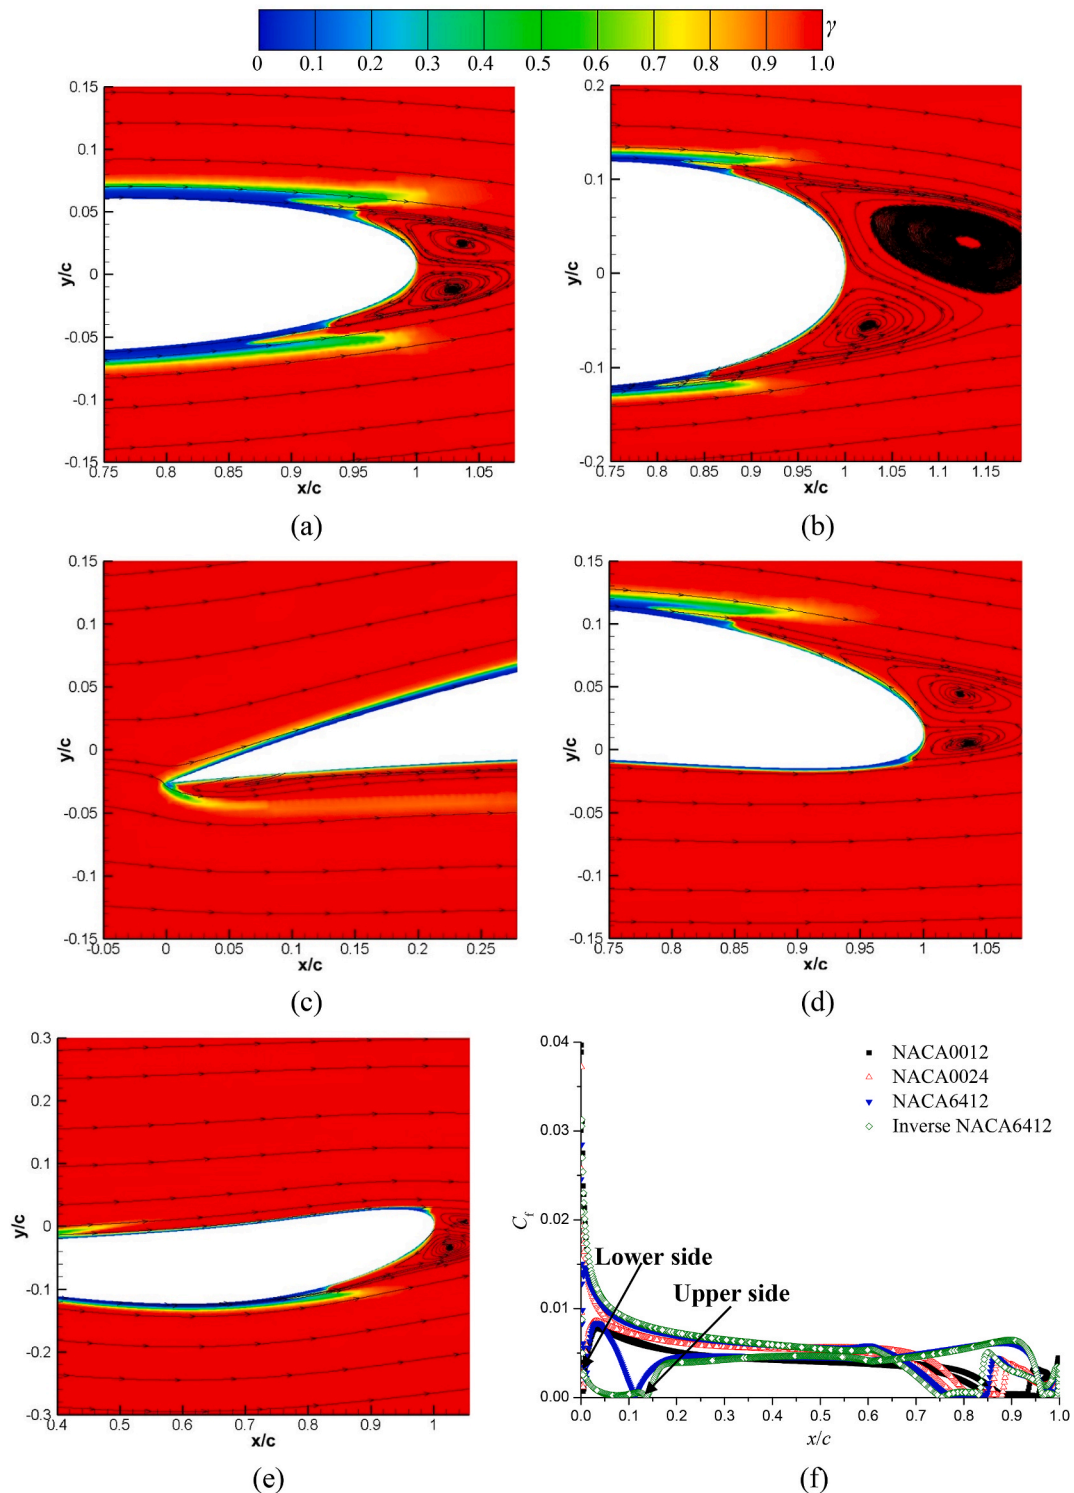 γ
0 0.1 0.2 0.3 0.4 0.5 0.6 0.7 0.8 0.9 1.0
0.15
0.1
0.05
0
-0.05
-0.1
-0.15
y/c
0.75 0.8 0.85 0.9 0.95 1 1.05
x/c
(a)
0.2
0.1
0
-0.1
-0.2
y/c
0.75 0.8 0.85 0.9 0.95 1 1.05 1.1 1.15
x/c
(b)
0.15
0.1
0.05
0
-0.05
-0.1
-0.15
y/c
-0.05 0 0.05 0.1 0.15 0.2 0.25
x/c
(c)
0.15
0.1
0.05
0
-0.05
-0.1
-0.15
y/c
0.75 0.8 0.85 0.9 0.95 1 1.05
x/c
(d)
0.3
0.2
0.1
0
-0.1
-0.2
-0.3
y/c
0.4 0.5 0.6 0.7 0.8 0.9 1
x/c
(e)
0.04
0.03
0.02
0.01
0.00
Cf
NACA0012
NACA0024
NACA6412
Inverse NACA6412
Lower side
Upper side
0.0 0.1 0.2 0.3 0.4 0.5 0.6 0.7 0.8 0.9 1.0
x/c
(f)